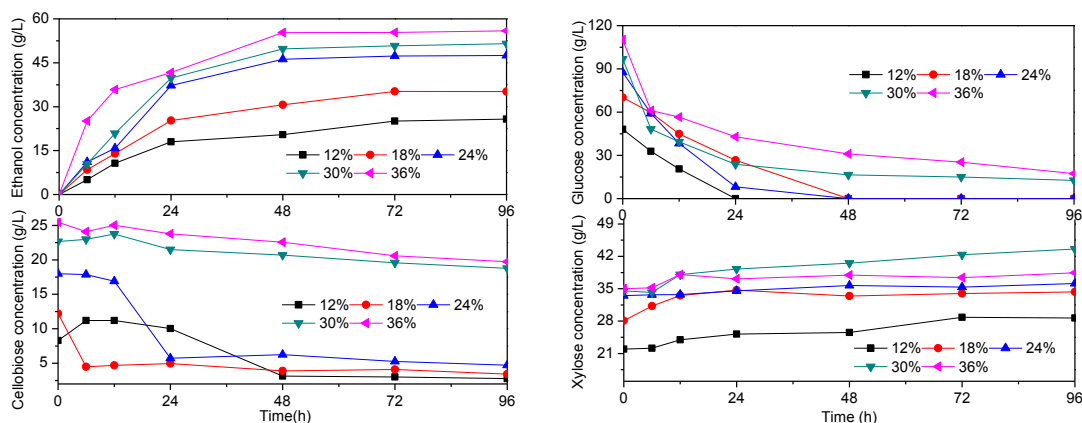 Ethanol concentration (g/L)
60
45
30
15
0
12% 18% 24%
30% 36%
0 24 48 72 96
Glucose concentration (g/L)
120
90
60
30
0
12% 18% 24%
30% 36%
0 24 48 72 96
Cellobiose concentration (g/L)
25
20
15
10
5
12% 18% 24%
30% 36%
0 24 48 72 96
Time(h)
Xylose concentration (g/L)
49
42
35
28
21
12% 18% 24%
30% 36%
0 24 48 72 96
Time (h)